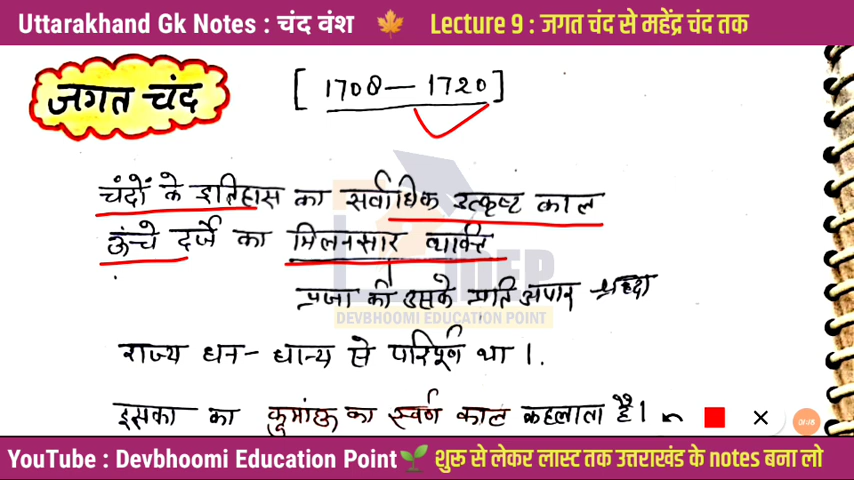 Uttarakhand Gk Notes : चंद वंश 🍁 Lecture 9 : जगत चंद से महेंद्र चंद तक
जगत चंद [ 1708 — 1720 ]
चंदों के इतिहास का सर्वाधिक उत्कृष्ट काल
ऊंचे दर्जे का मिलनसार व्यक्ति
प्रजा की उसके प्रति अपार श्रद्धा
DEVBHOOMI EDUCATION POINT
राज्य धन - धान्य से परिपूर्ण था ।
इसका का कुमांऊ का स्वर्ण काल कहलाता है ।
YouTube : Devbhoomi Education Point🌱 शुरू से लेकर लास्ट तक उत्तराखंड के notes बना लो